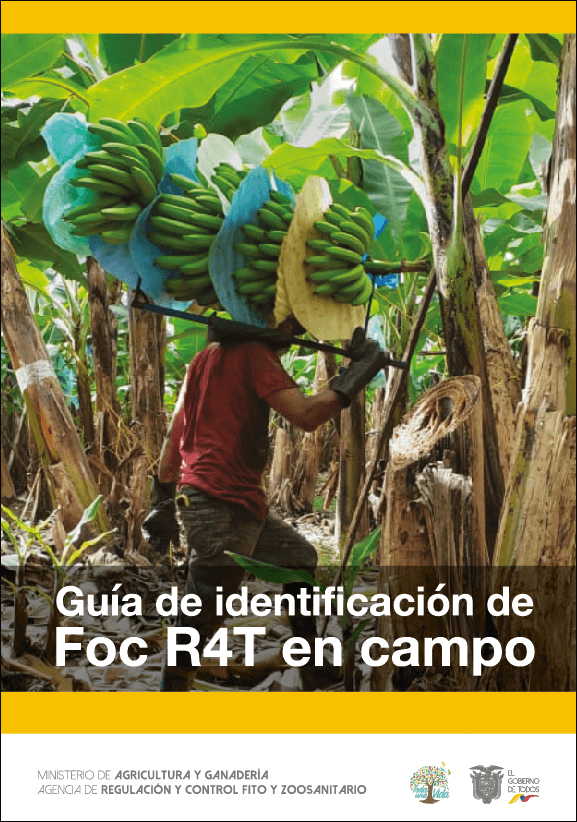 Guía de identificación de
Foc R4T en campo
MINISTERIO DE AGRICULTURA Y GANADERÍA
AGENCIA DE REGULACIÓN Y CONTROL FITO Y ZOOSANITARIO
Toda
una Vida
EL
GOBIERNO
DE TODOS